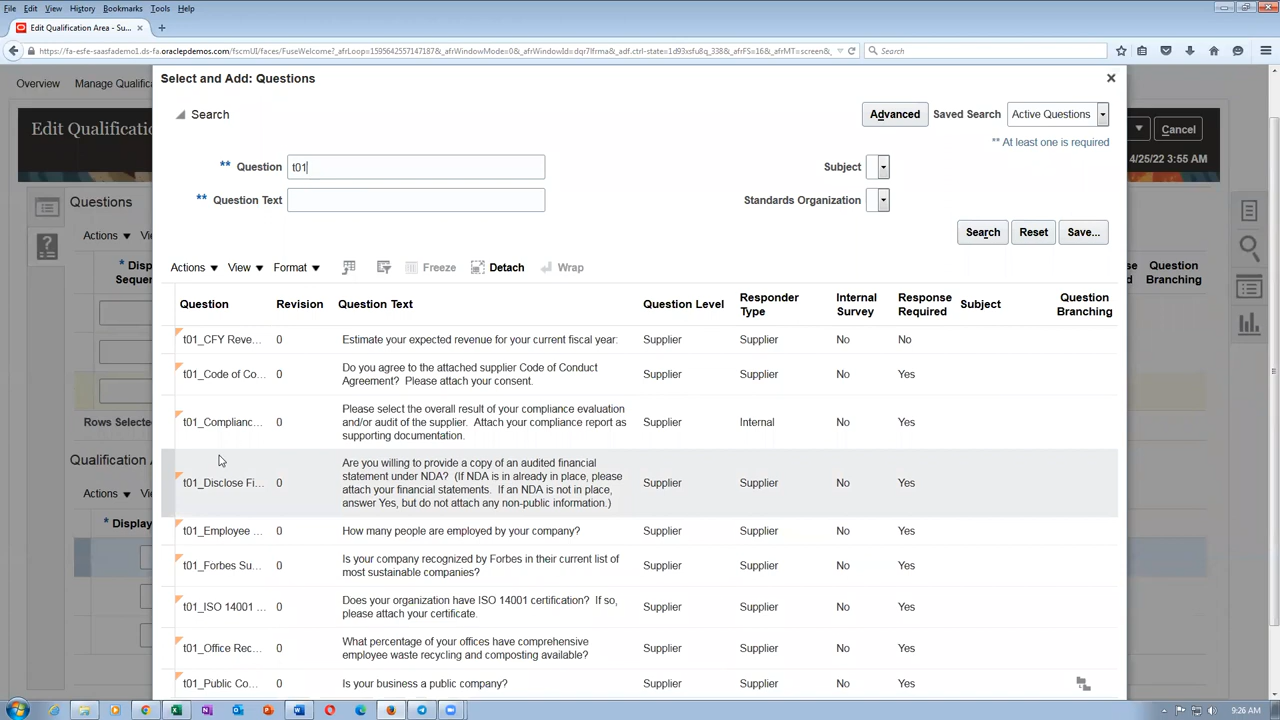 File Edit View History Bookmarks Tools Help
Edit Qualification Area - Su...
https://fa-esfe-saasfademo1.ds-fa.oraclepdemos.com/fscmUI/faces/FuseWelcome?_afrLoop=1595642557147187&_afrWindowMode=0&_afrWindowId=dqr7lfrma&_adf.ctrl-state=1d93xsfu8q_338&_afrFS=16&_afrMT=screen&_
Search
Overview
Manage Qualific
Select and Add: Questions
Search
Advanced
Saved Search
Active Questions
Edit Qualificatio
Cancel
** At least one is required
4/25/22 3:55 AM
** Question t01
Subject
** Question Text
Standards Organization
Questions
Search
Reset
Save...
Actions
Vi
Actions View Format Freeze Detach Wrap
* Disp
Sequen
Question
Branching
Question Revision Question Text Question Level Responder Type Internal Survey Response Required Subject Question Branching
t01_CFY Reve... 0 Estimate your expected revenue for your current fiscal year: Supplier Supplier No No
t01_Code of Co... 0 Do you agree to the attached supplier Code of Conduct
Agreement? Please attach your consent. Supplier Supplier No Yes
Rows Selecte
t01_Complianc... 0 Please select the overall result of your compliance evaluation
and/or audit of the supplier. Attach your compliance report as
supporting documentation. Supplier Internal No Yes
Qualification A
t01_Disclose Fi... 0 Are you willing to provide a copy of an audited financial
statement under NDA? (If NDA is in already in place, please
attach your financial statements. If an NDA is not in place,
answer Yes, but do not attach any non-public information.) Supplier Supplier No Yes
Actions
Vi
* Display
t01_Employee ... 0 How many people are employed by your company? Supplier Supplier No Yes
t01_Forbes Su... 0 Is your company recognized by Forbes in their current list of
most sustainable companies? Supplier Supplier No Yes
t01_ISO 14001 ... 0 Does your organization have ISO 14001 certification? If so,
please attach your certificate. Supplier Supplier No Yes
t01_Office Rec... 0 What percentage of your offices have comprehensive
employee waste recycling and composting available? Supplier Supplier No Yes
t01_Public Co... 0 Is your business a public company? Supplier Supplier No Yes
9:26 AM